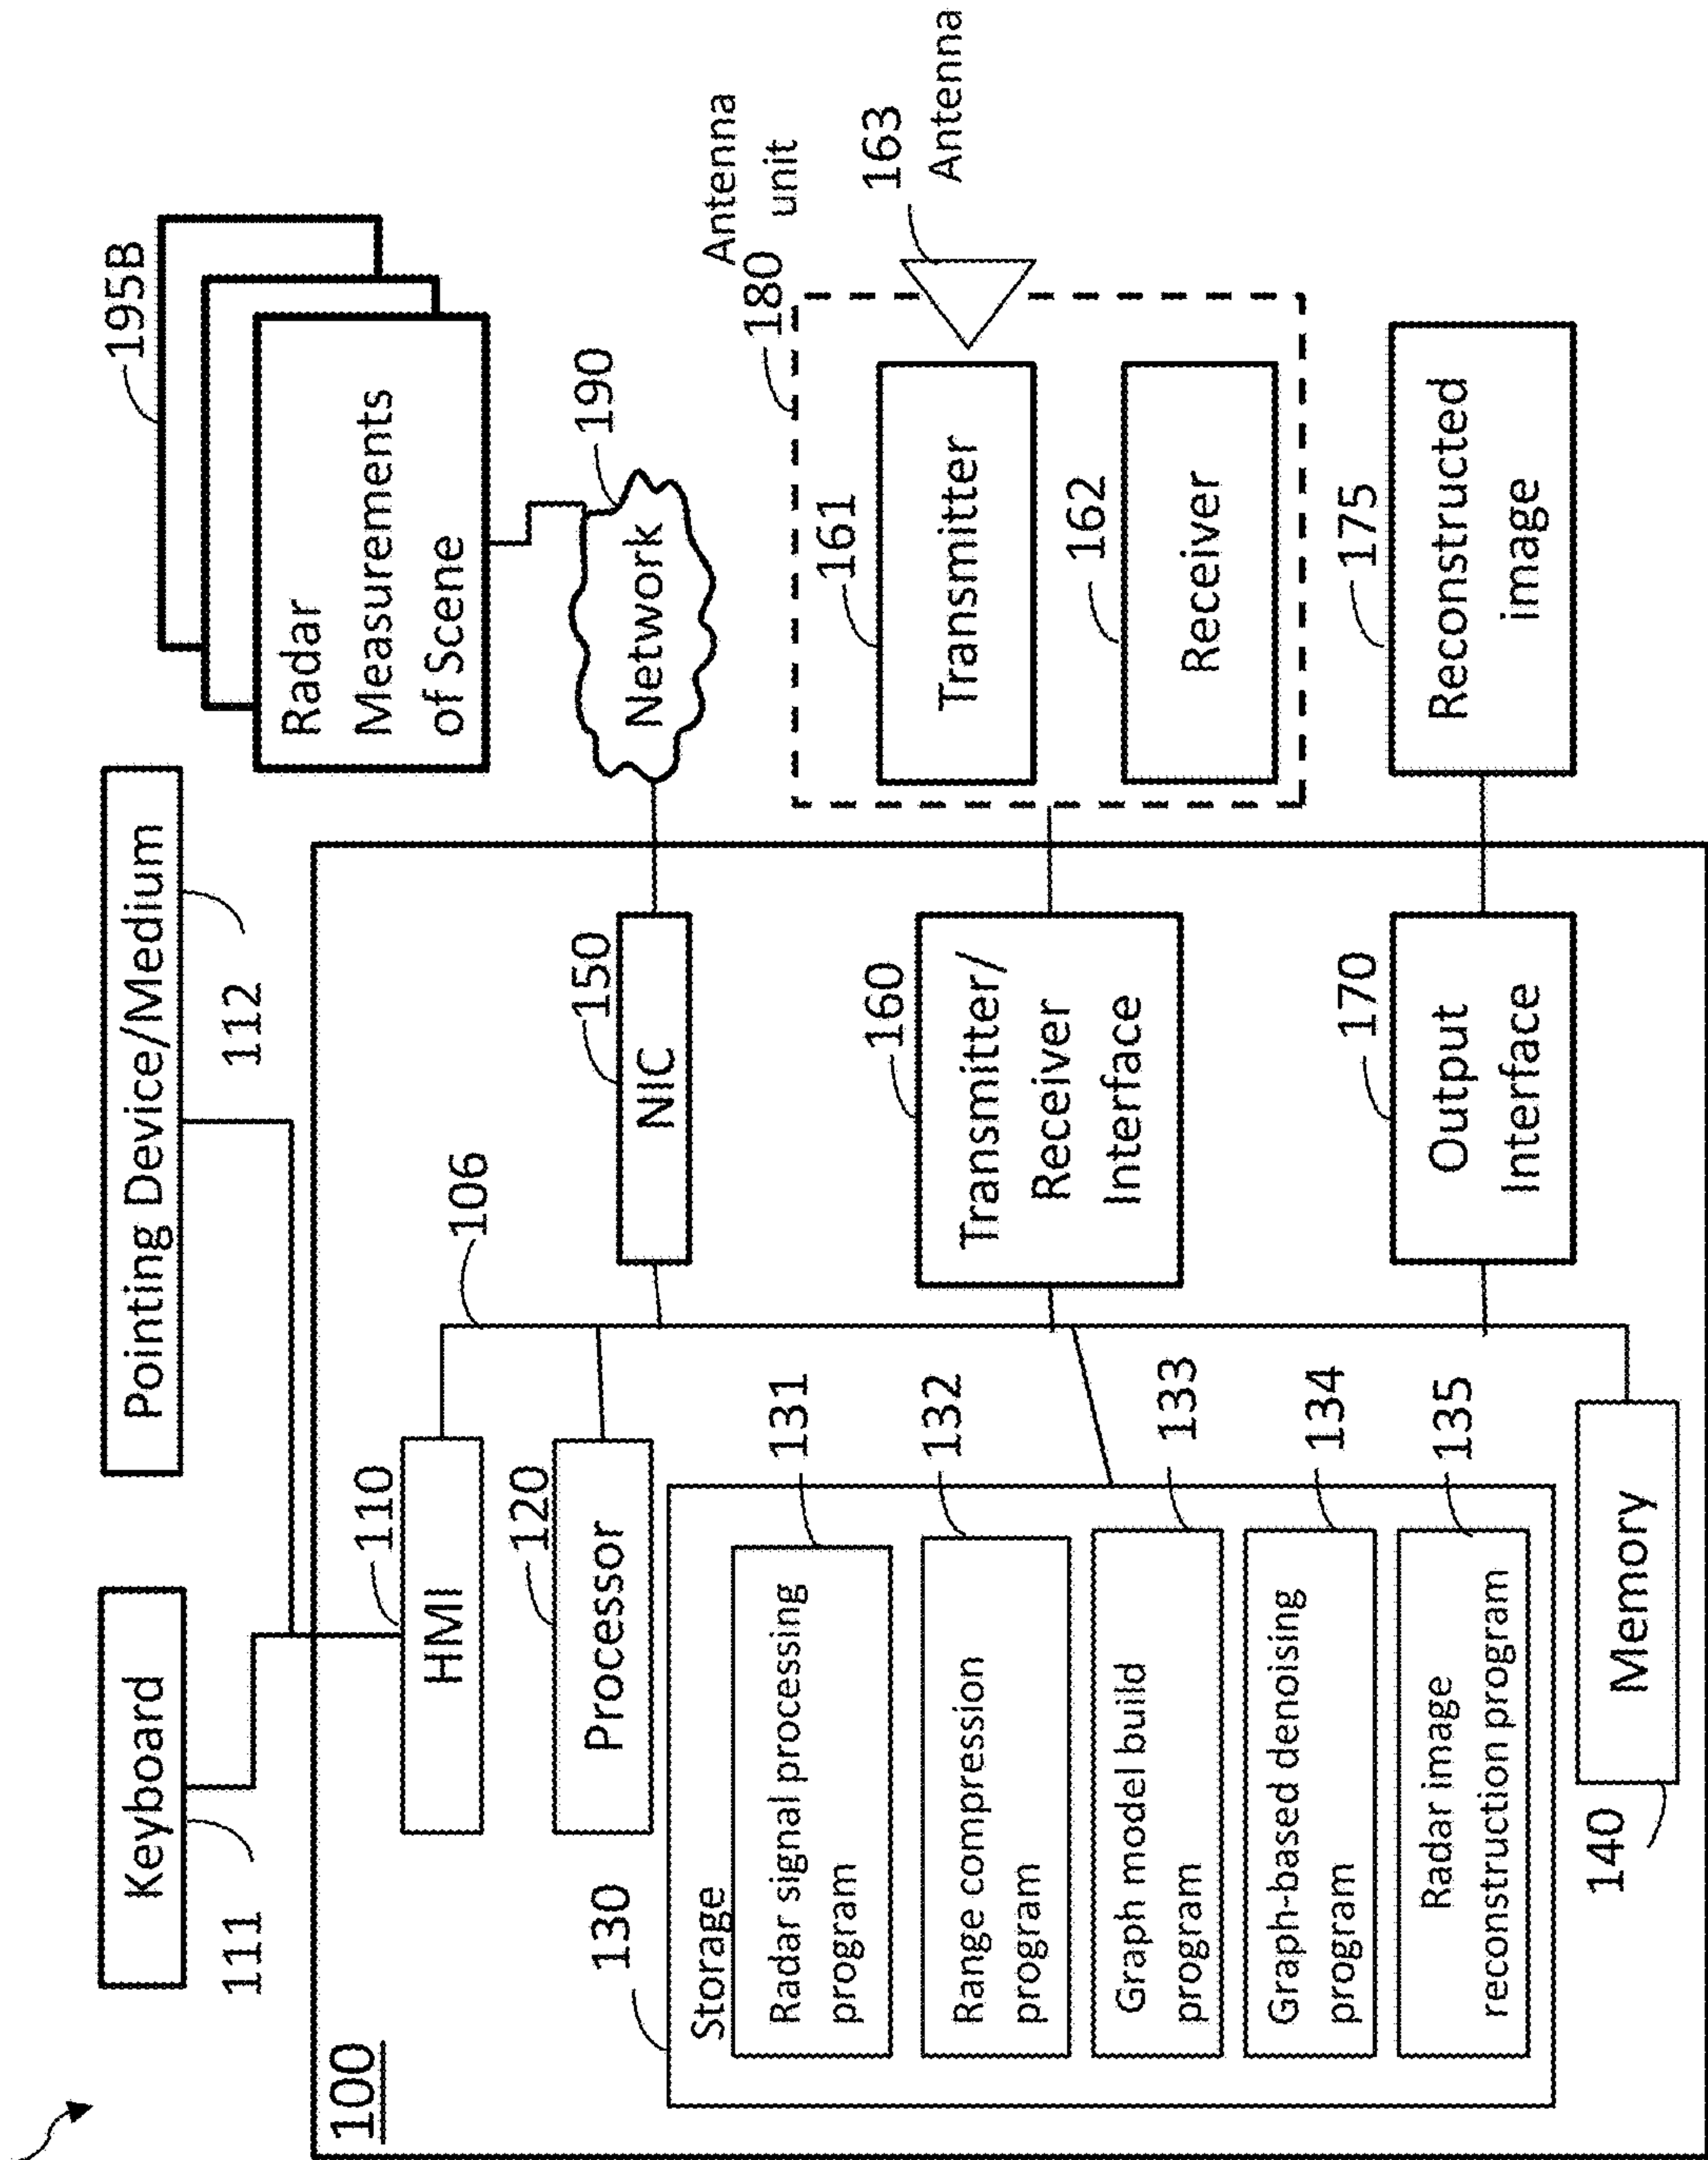 111
Keyboard
Pointing Device/Medium
112
195B
Radar
Measurements
of Scene
100
110
HMI
106
120
Processor
150
NIC
Network
190
130
Storage
Radar signal processing
program
131
Range compression
program
132
Graph model build
program
133
Graph-based denoising
program
134
Radar image
reconstruction program
135
140
Memory
160
Transmitter/
Receiver
Interface
180
Antenna
unit
161
Transmitter
163
Antenna
162
Receiver
170
Output
Interface
175
Reconstructed
image